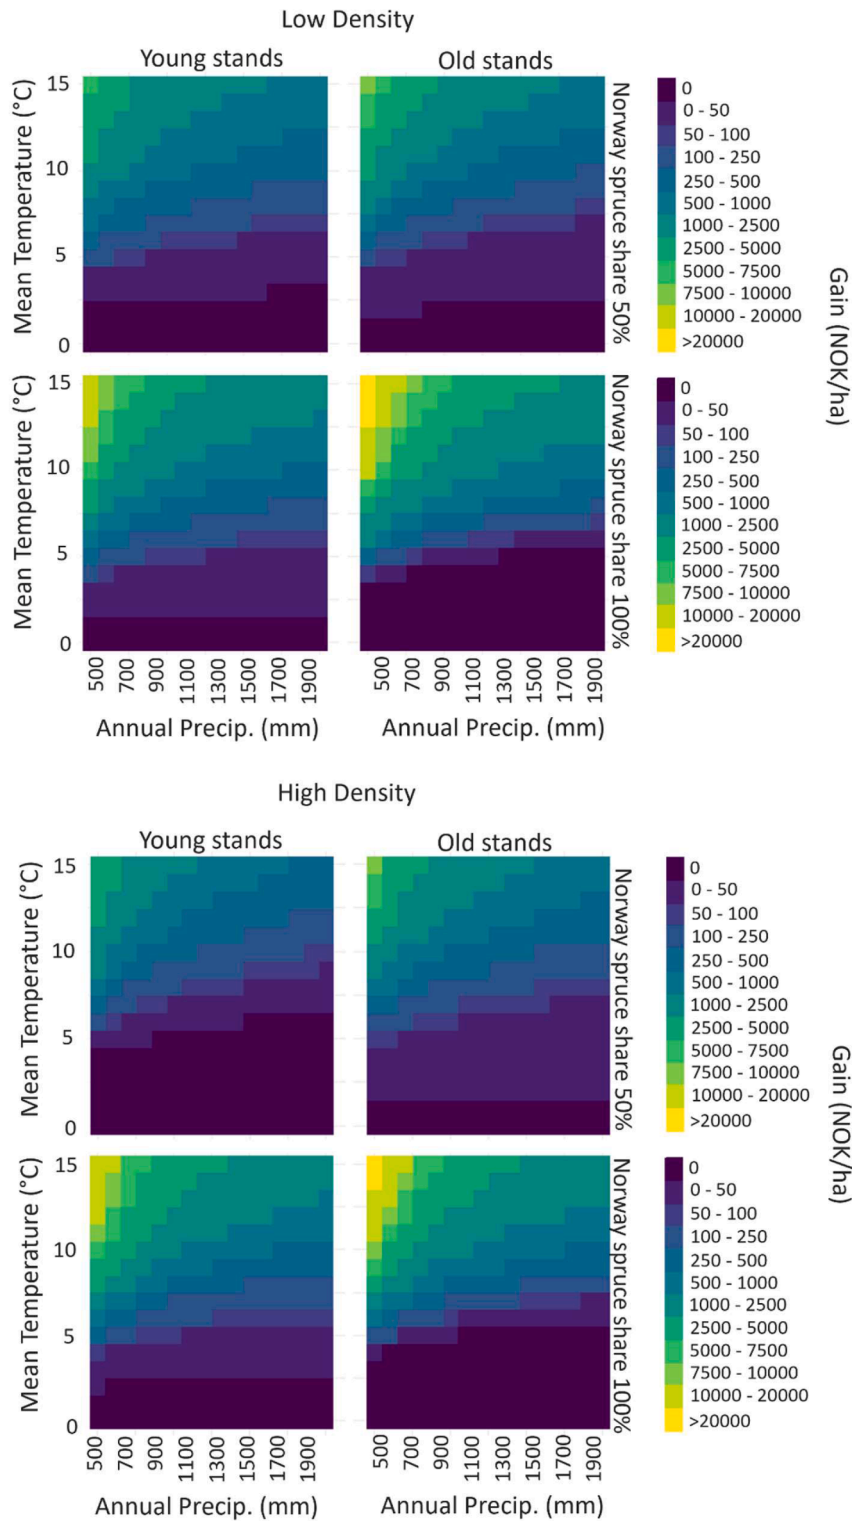 Low Density
Young stands
Old stands
Mean Temperature (°C)
15
10
5
0
Norway spruce share 50%
0
0 - 50
50 - 100
100 - 250
250 - 500
500 - 1000
1000 - 2500
2500 - 5000
5000 - 7500
7500 - 10000
10000 - 20000
>20000
Gain (NOK/ha)
Mean Temperature (°C)
15
10
5
0
Norway spruce share 100%
0
0 - 50
50 - 100
100 - 250
250 - 500
500 - 1000
1000 - 2500
2500 - 5000
5000 - 7500
7500 - 10000
10000 - 20000
>20000
500 700 900 1100 1300 1500 1700 1900
500 700 900 1100 1300 1500 1700 1900
Annual Precip. (mm)
Annual Precip. (mm)
High Density
Young stands
Old stands
Mean Temperature (°C)
15
10
5
0
Norway spruce share 50%
0
0 - 50
50 - 100
100 - 250
250 - 500
500 - 1000
1000 - 2500
2500 - 5000
5000 - 7500
7500 - 10000
10000 - 20000
>20000
Gain (NOK/ha)
Mean Temperature (°C)
15
10
5
0
Norway spruce share 100%
0
0 - 50
50 - 100
100 - 250
250 - 500
500 - 1000
1000 - 2500
2500 - 5000
5000 - 7500
7500 - 10000
10000 - 20000
>20000
500 700 900 1100 1300 1500 1700 1900
500 700 900 1100 1300 1500 1700 1900
Annual Precip. (mm)
Annual Precip. (mm)